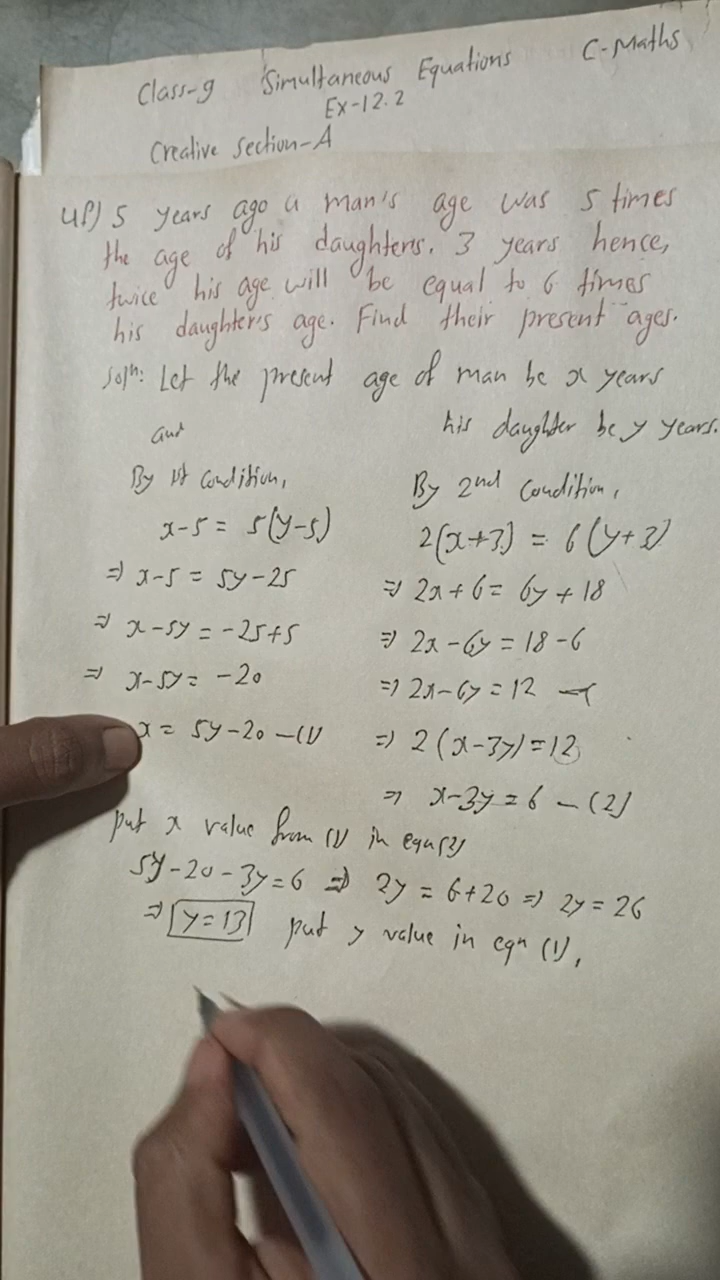 Class-9 Simultaneous Equations C-Maths
Ex-12.2
Creative Section-A
5 years ago a man's age was 5 times
the age of his daughters. 3 years hence,
twice his age will be equal to 6 times
his daughter's age. Find their present ages.
Soln: Let the present age of man be x years
and his daughter be y years.
By 1st Condition,
x-5 = 5(y-5)
⇒ x-5 = 5y-25
⇒ x-5y = -25+5
⇒ x-5y = -20
x = 5y-20 -(1)
By 2nd Condition,
2(x+3) = 6(y+3)
⇒ 2x+6 = 6y+18
⇒ 2x-6y = 18-6
⇒ 2x-6y = 12
⇒ 2(x-3y)=12
⇒ x-3y=6 -(2)
put x value from (1) in eqn(2)
5y-20-3y=6 ⇒ 2y = 6+20 ⇒ 2y = 26
⇒ y=13 put y value in eqn (1),